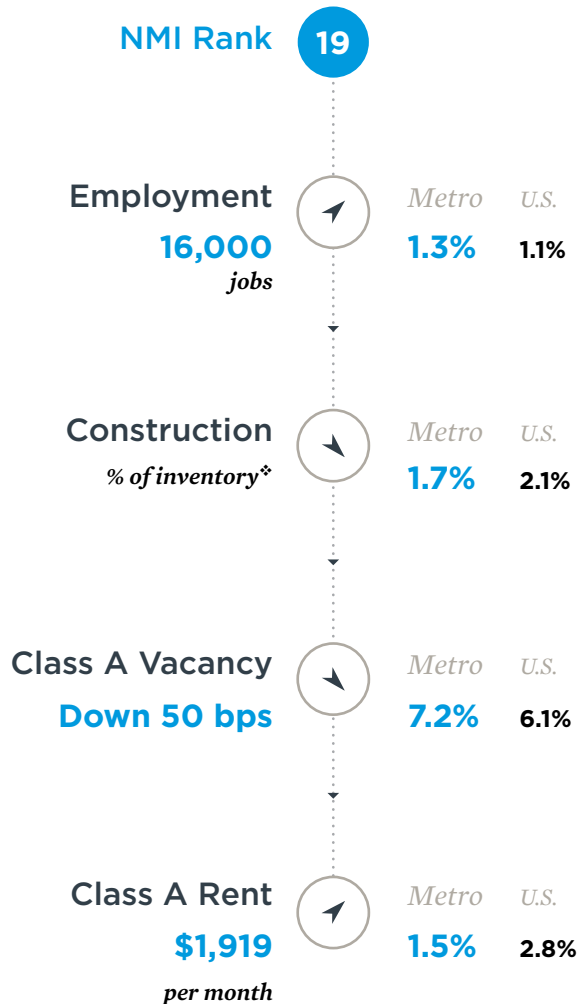 NMI Rank 19
Employment Metro U.S.
16,000 1.3% 1.1%
jobs
Construction Metro U.S.
% of inventory❖ 1.7% 2.1%
Class A Vacancy Metro U.S.
Down 50 bps 7.2% 6.1%
Class A Rent Metro U.S.
$1,919 1.5% 2.8%
per month